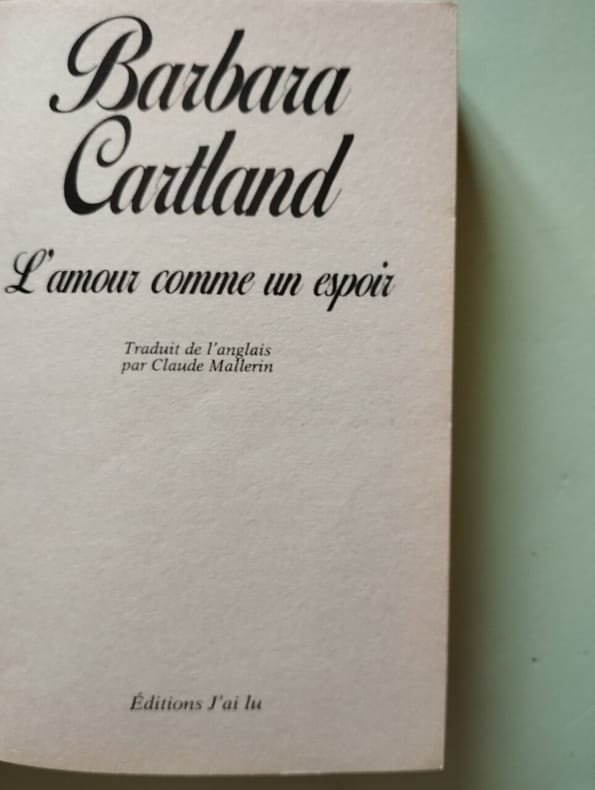 Barbara
Cartland
L'amour comme un espoir
Traduit de l'anglais
par Claude Mallerin
Éditions J'ai lu